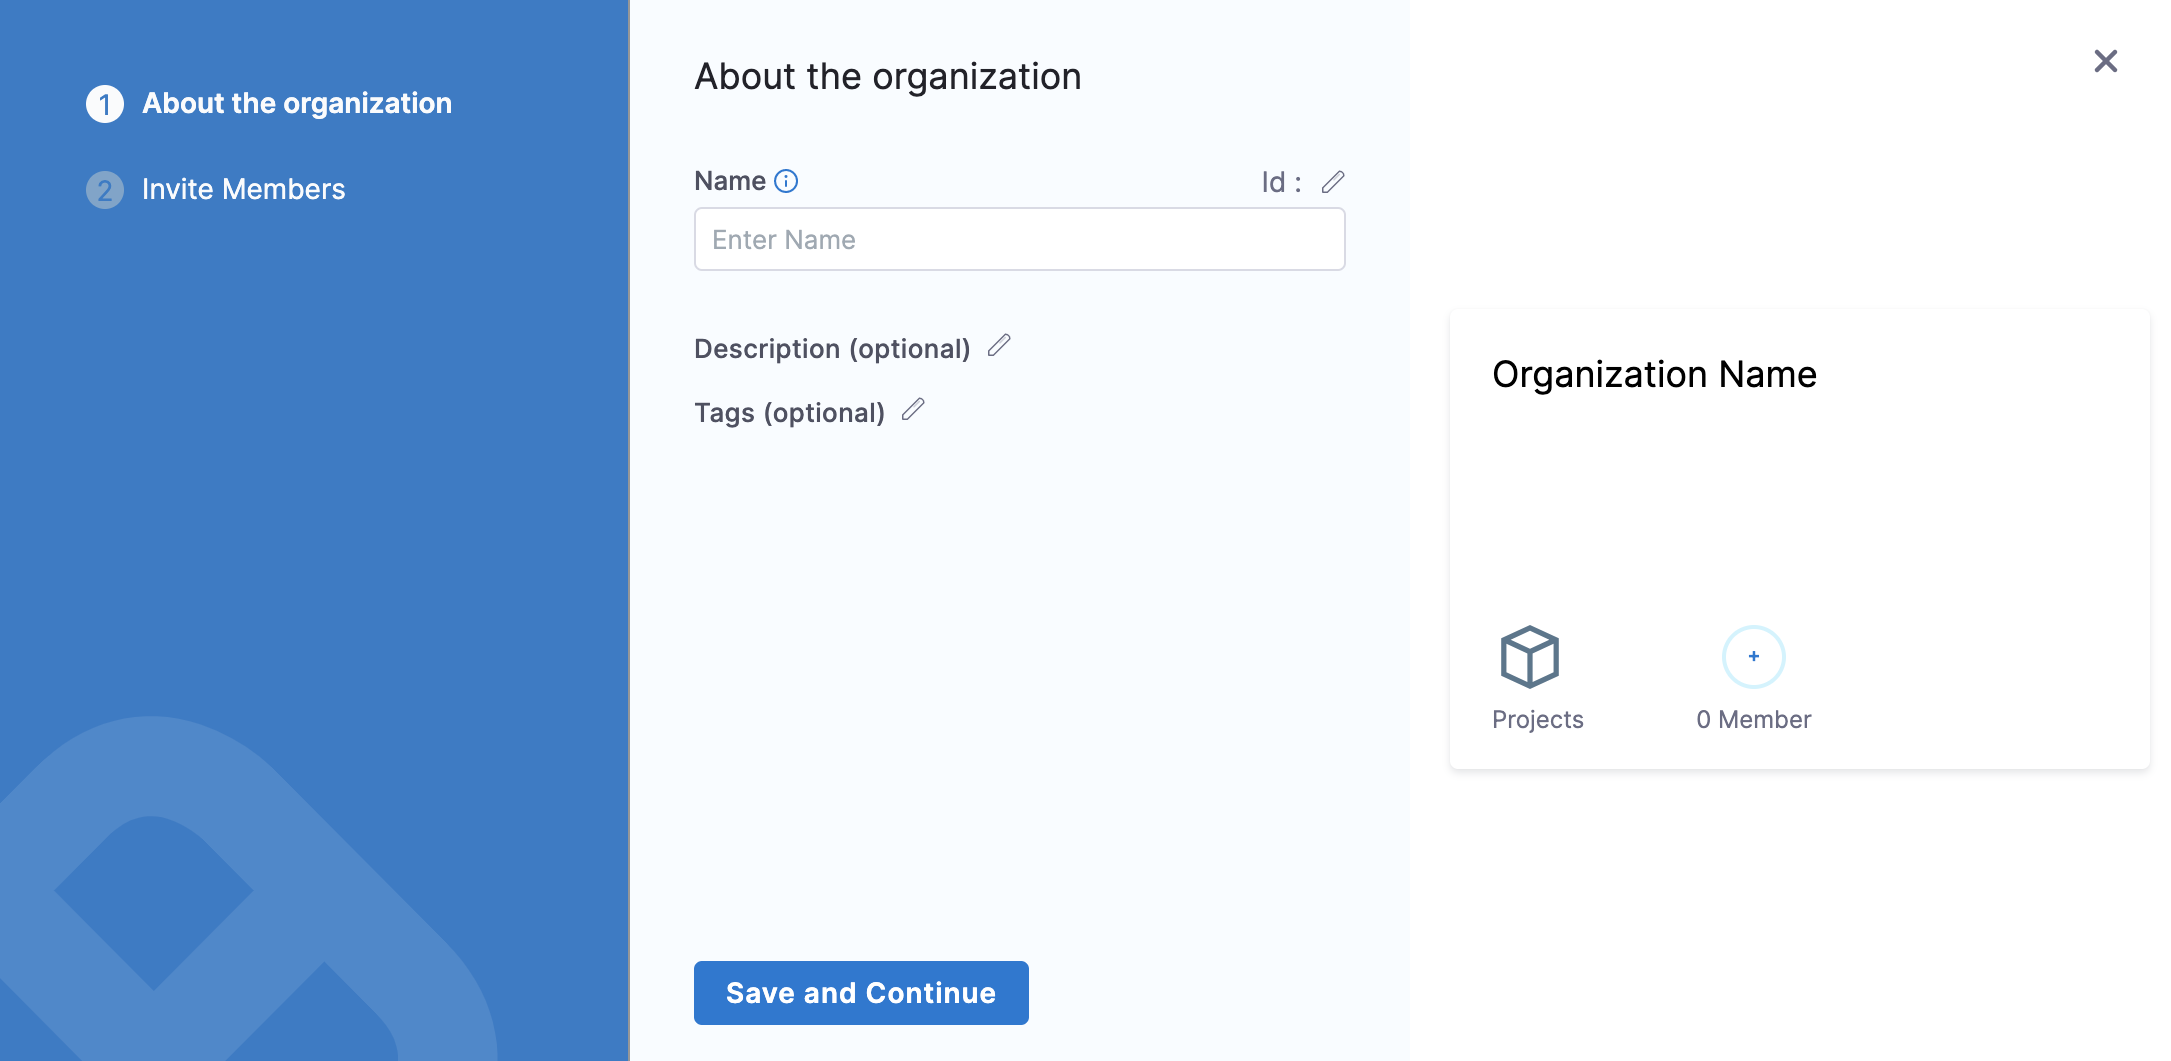 1 About the organization
2 Invite Members
About the organization
Name
Id :
Enter Name
Description (optional)
Tags (optional)
Save and Continue
Organization Name
+
Projects
0 Member